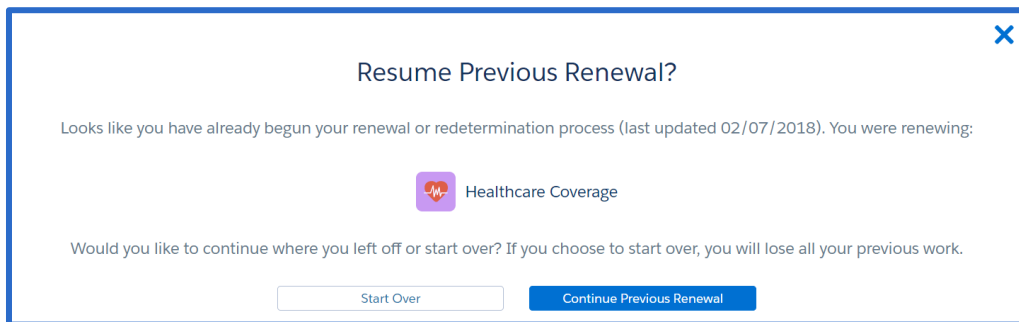 Resume Previous Renewal?
Looks like you have already begun your renewal or redetermination process (last updated 02/07/2018). You were renewing:
Healthcare Coverage
Would you like to continue where you left off or start over? If you choose to start over, you will lose all your previous work.
Start Over
Continue Previous Renewal